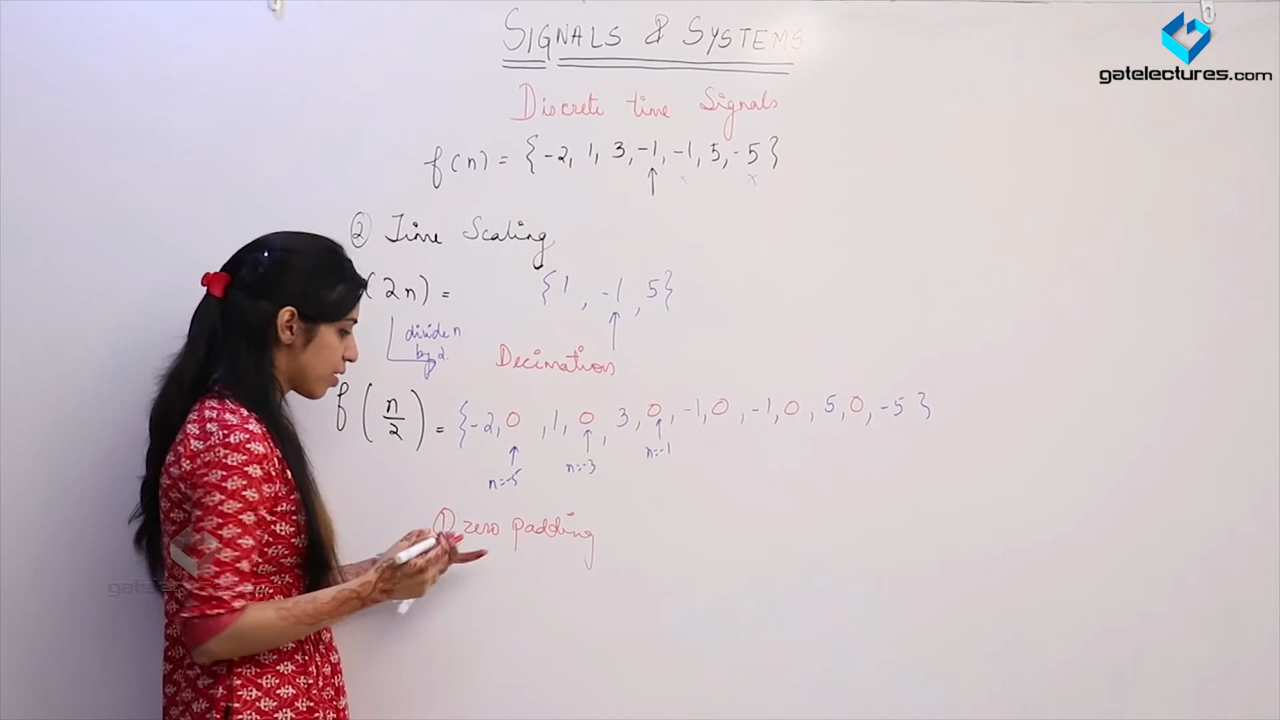 SIGNALS & SYSTEMS
gatelectures.com
Discrete time Signals
f(n) = {-2, 1, 3, -1, -1, 5, -5}
↑
x x
② Time Scaling
(2n) = {1, -1, 5}
↑
divide n
by 2.
Decimation
f(n/2) = {-2, 0, 1, 0, 3, 0, -1, 0, -1, 0, 5, 0, -5}
↑ ↑ ↑
n=-5 n=-3 n=-1
① zero padding
gatelectures.com